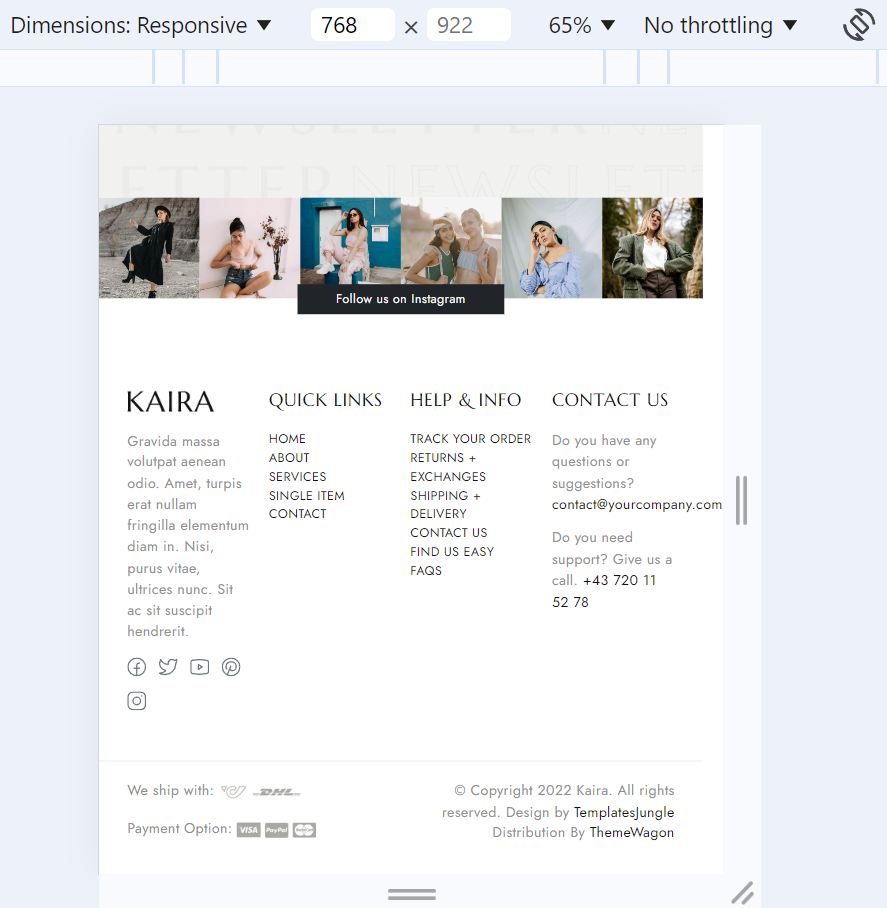 Dimensions: Responsive ▼ 768 × 922 65% ▼ No throttling ▼
NEWSLETTER NE
ETTER NEWSLETT
Follow us on Instagram
KAIRA
Gravida massa
volutpat aenean
odio. Amet, turpis
erat nullam
fringilla elementum
diam in. Nisi,
purus vitae,
ultrices nunc. Sit
ac sit suscipit
hendrerit.
QUICK LINKS
HOME
ABOUT
SERVICES
SINGLE ITEM
CONTACT
HELP & INFO
TRACK YOUR ORDER
RETURNS +
EXCHANGES
SHIPPING +
DELIVERY
CONTACT US
FIND US EASY
FAQS
CONTACT US
Do you have any
questions or
suggestions?
contact@yourcompany.com
Do you need
support? Give us a
call. +43 720 11
52 78
We ship with: DHL
Payment Option: VISA PayPal
© Copyright 2022 Kaira. All rights
reserved. Design by TemplatesJungle
Distribution By ThemeWagon